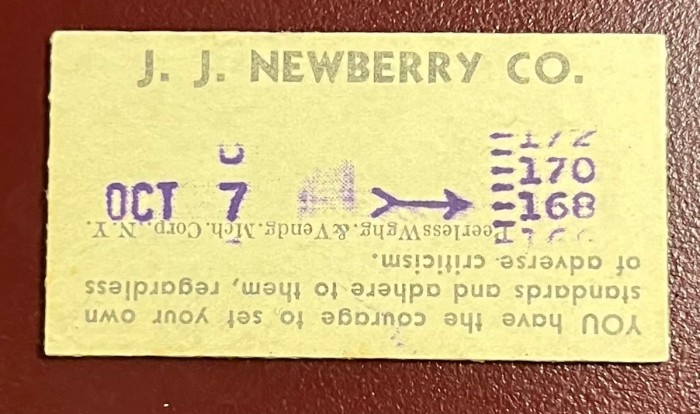 J. J. NEWBERRY CO.
172
170
OCT 7
168
Peerless Wghg. & Vendg. Mch. Corp., N. Y.
YOU have the courage to set your own
standards and adhere to them, regardless
of adverse criticism.